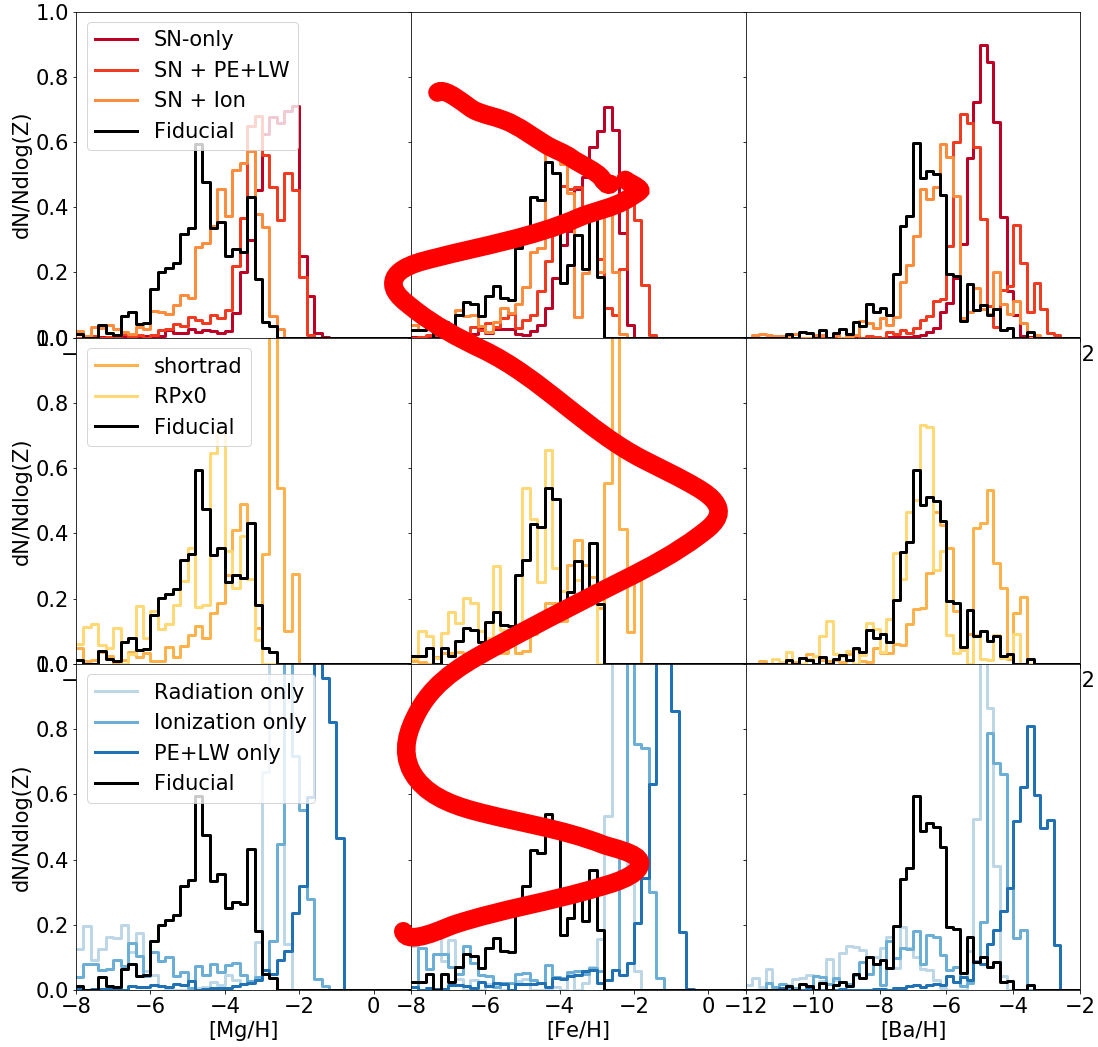 1.0
SN-only
SN + PE+LW
SN + Ion
Fiducial
0.8
0.6
0.4
0.2
0.0
dN/Ndlog(Z)
shortrad
RPx0
Fiducial
0.8
0.6
0.4
0.2
dN/Ndlog(Z)
2
Radiation only
Ionization only
PE+LW only
Fiducial
0.8
0.6
0.4
0.2
0.0
dN/Ndlog(Z)
2
−8 −6 −4 −2 0 −8 −6 −4 −2 0 −12 −10 −8 −6 −4 −2
[Mg/H] [Fe/H] [Ba/H]